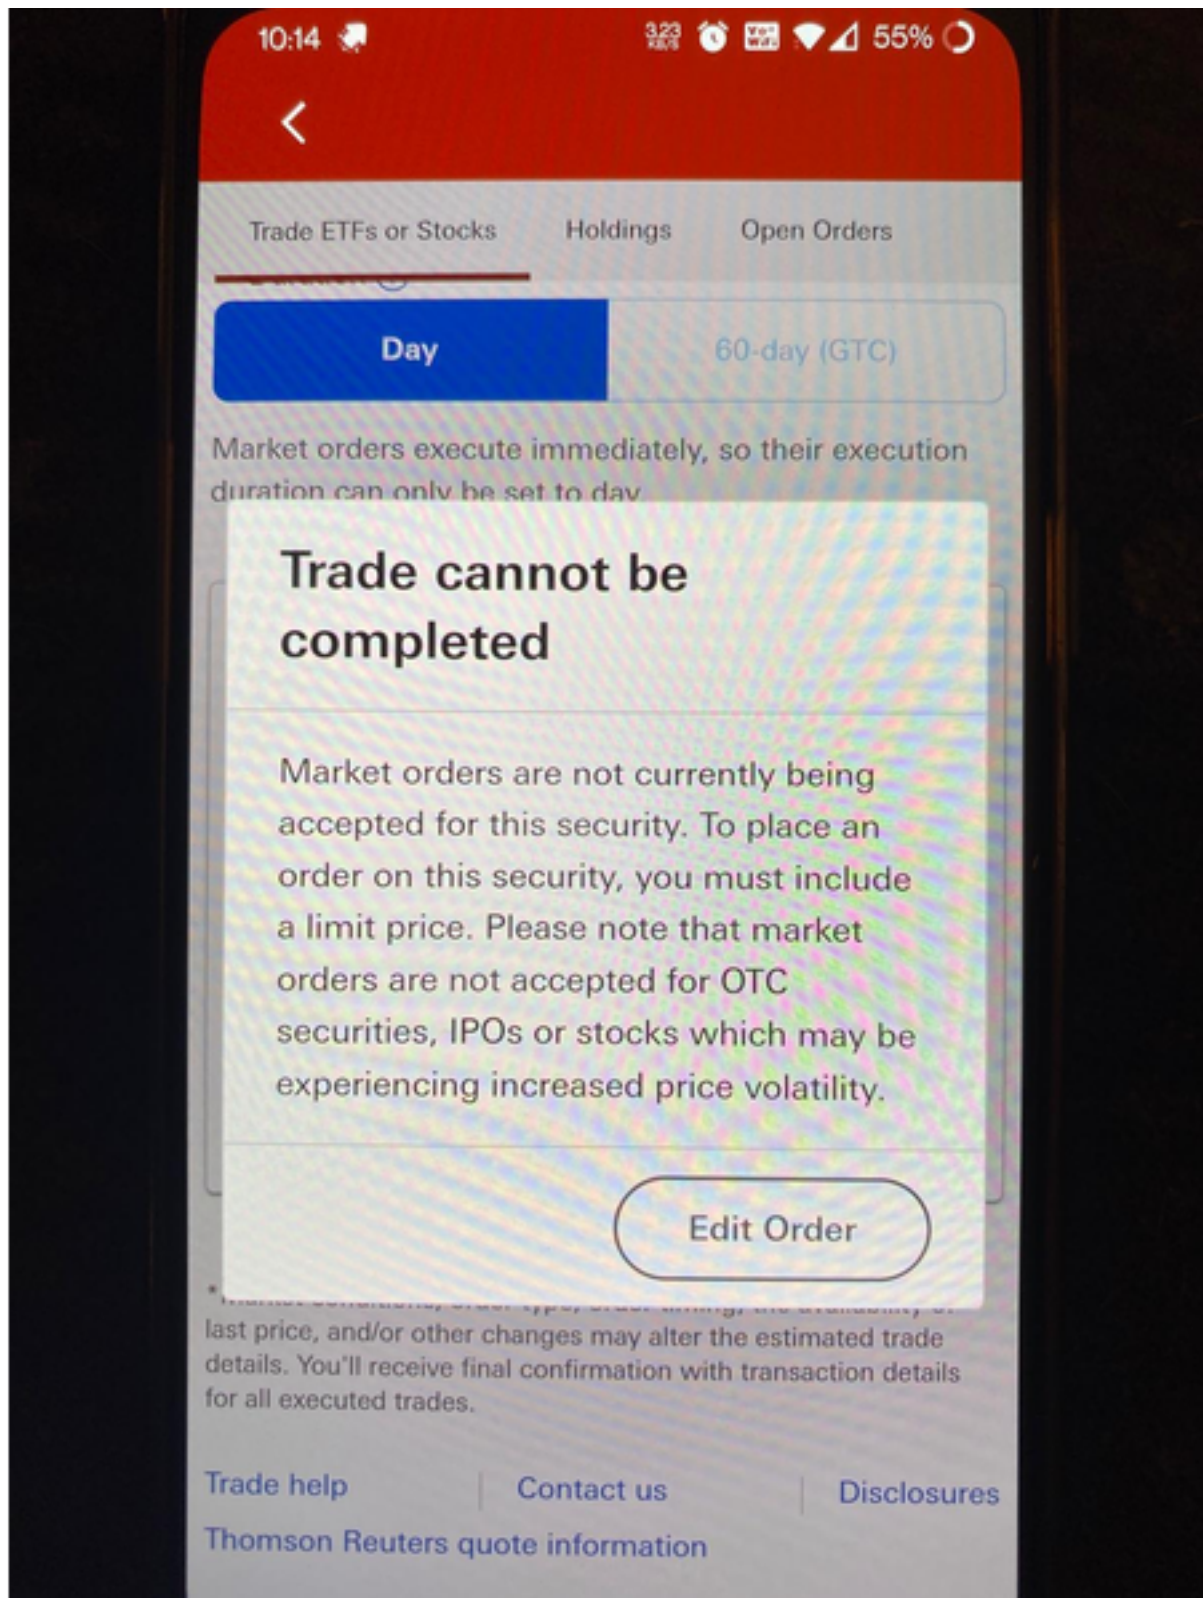 10:14
3.23
KB/S
Vo
WiFi
55%
Trade ETFs or Stocks
Holdings
Open Orders
Day
60-day (GTC)
Market orders execute immediately, so their execution
duration can only be set to day
Trade cannot be
completed
Market orders are not currently being
accepted for this security. To place an
order on this security, you must include
a limit price. Please note that market
orders are not accepted for OTC
securities, IPOs or stocks which may be
experiencing increased price volatility.
Edit Order
last price, and/or other changes may alter the estimated trade
details. You'll receive final confirmation with transaction details
for all executed trades.
Trade help
Contact us
Disclosures
Thomson Reuters quote information